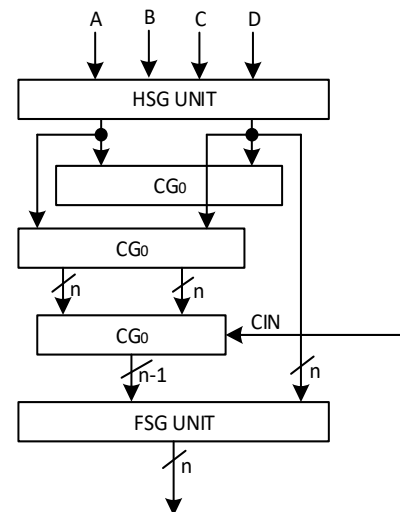 A B C D
HSG UNIT
CG0
CG0
n n
CG0
CIN
n-1
n
FSG UNIT
n